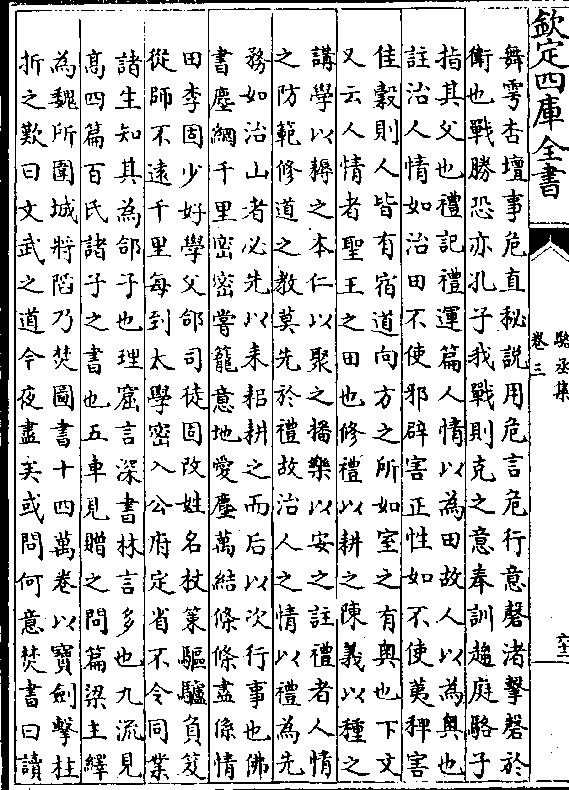 欽定四庫全書
駱丞集
卷三
六十二
舞雩杏壇事危直秘説用危言危行意磬渚擊磬於
衛也戰勝恐亦孔子我戰則克之意奉訓趨庭駱子
指其父也禮記禮運篇人情以為田故人以為奥也
註治人情如治田不使邪辟害正性如不使荑稗害
佳穀則人皆有宿道向方之所如室之有奥也下文
又云人情者聖王之田也修禮以耕之陳義以種之
講學以耨之本仁以聚之播樂以安之註禮者人情
之防範修道之教莫先於禮故治人之情以禮為先
務如治山者必先以耒耜耕之而后以次行事也佛
書塵網千里密密嘗籠意地愛塵萬結條條盡係情
田李固少好學父郃司徒固改姓名杖策驅驢負笈
從師不遠千里每到太學密入公府定省不令同業
諸生知其為郃子也理窟言深書林言多也九流見
髙四篇百氏諸子之書也五車見贈之問篇梁主繹
為魏所圍城將陷乃焚圖書十四萬卷以寶劍擊柱
折之歎曰文武之道今夜盡矣或問何意焚書曰讀